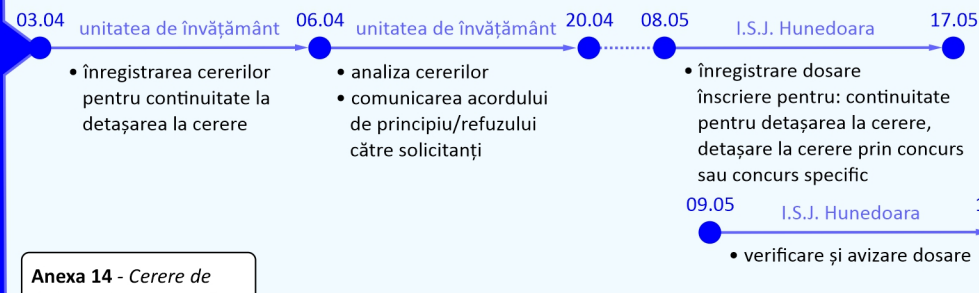 03.04 unitatea de învățământ 06.04 unitatea de învățământ 20.04 08.05 I.S.J. Hunedoara 17.05
• înregistrarea cererilor
pentru continuitate la
detașarea la cerere
• analiza cererilor
• comunicarea acordului
de principiu/refuzului
către solicitanți
• înregistrare dosare
înscriere pentru: continuitate
pentru detașarea la cerere,
detașare la cerere prin concurs
sau concurs specific
09.05 I.S.J. Hunedoara
• verificare și avizare dosare
Anexa 14 - Cerere de